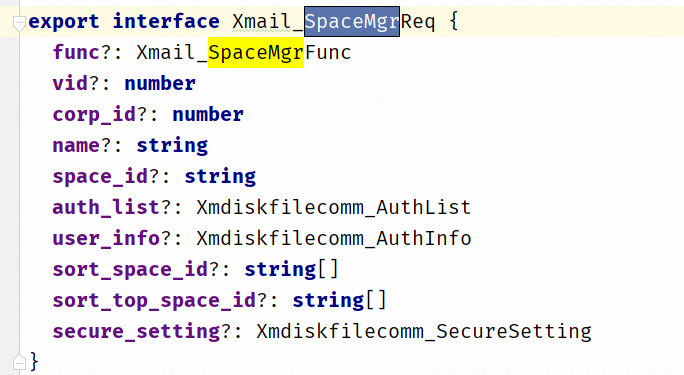 export interface Xmail_SpaceMgrReq {
func?: Xmail_SpaceMgrFunc
vid?: number
corp_id?: number
name?: string
space_id?: string
auth_list?: Xmdiskfilecomm_AuthList
user_info?: Xmdiskfilecomm_AuthInfo
sort_space_id?: string[]
sort_top_space_id?: string[]
secure_setting?: Xmdiskfilecomm_SecureSetting
}